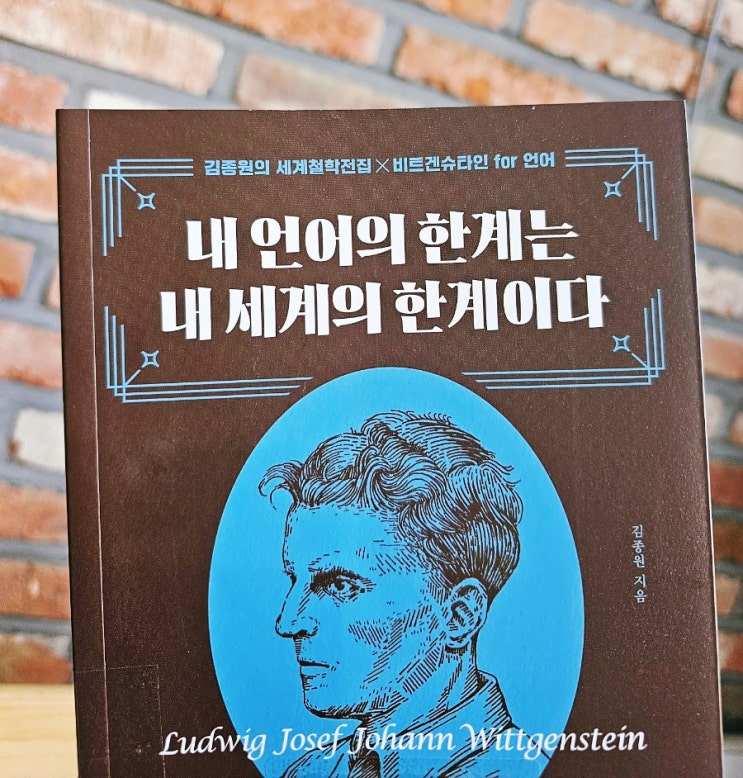 김종원의 세계철학전집×비트겐슈타인 for 언어
내 언어의 한계는
내 세계의 한계이다
김종원 지음
Ludwig Josef Johann Wittgenstein